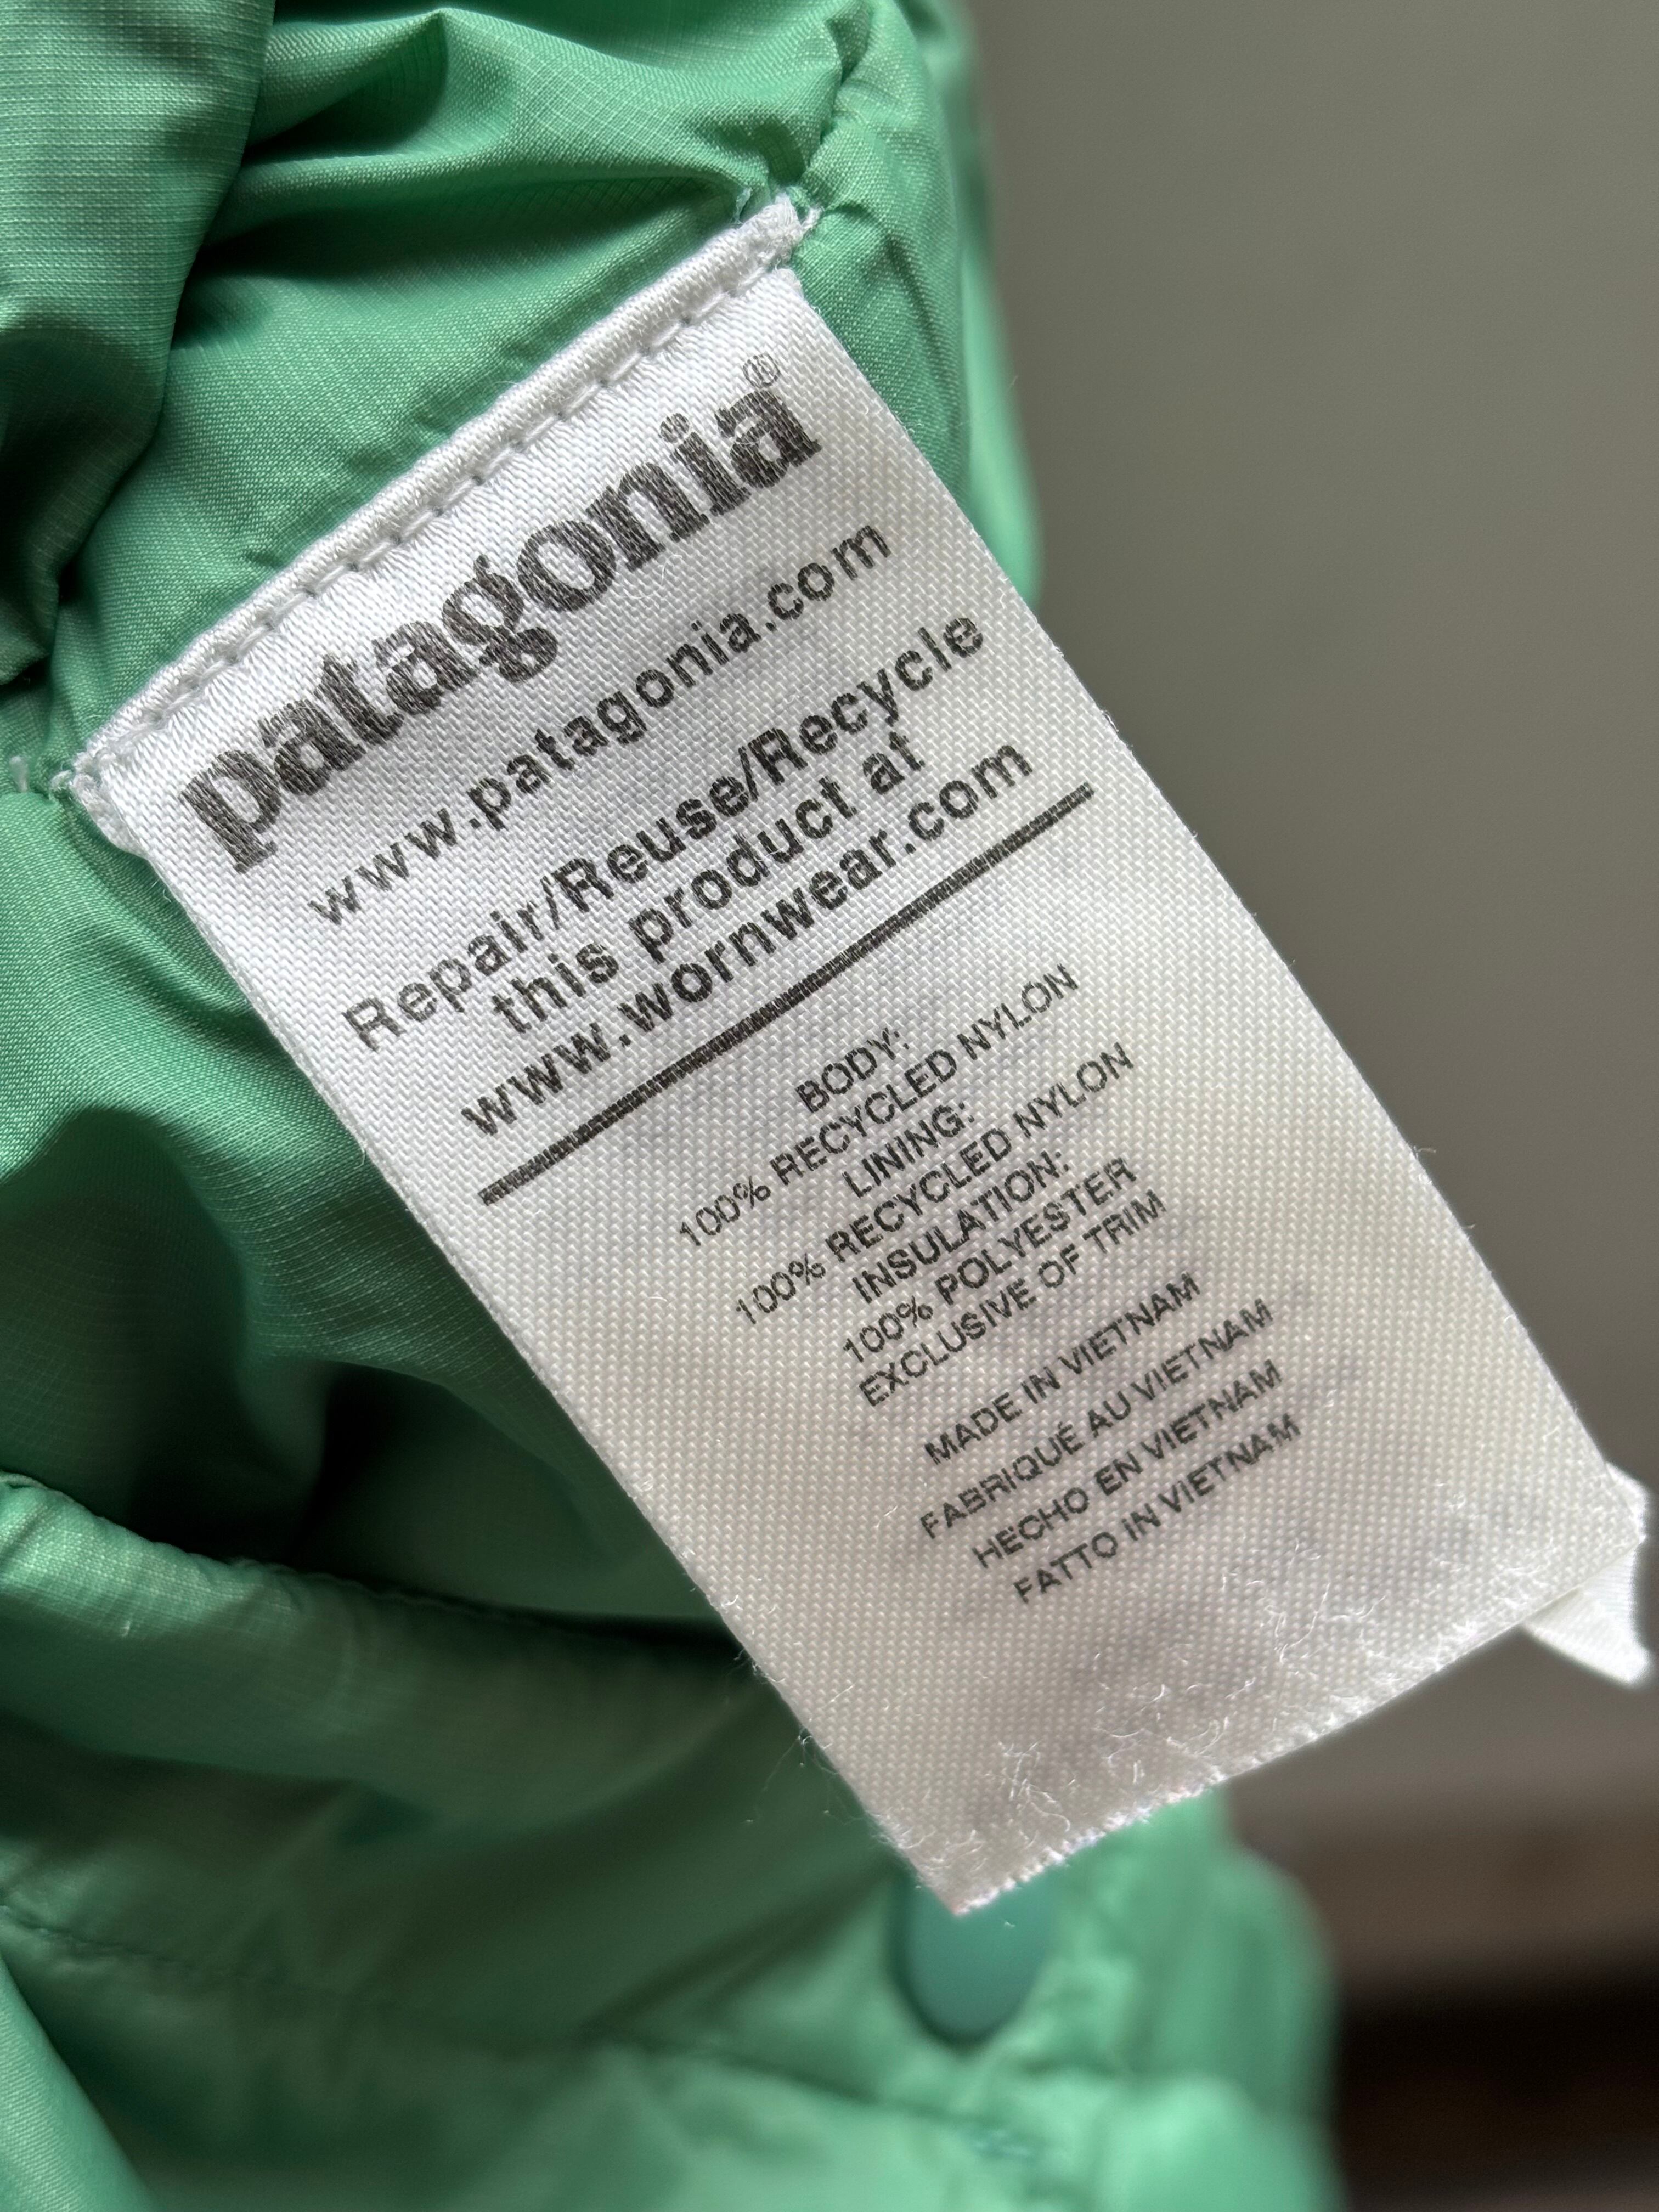 patagonia®
www.patagonia.com
Repair/Reuse/Recycle
this product at
www.wornwear.com
BODY:
100% RECYCLED NYLON
LINING:
100% RECYCLED NYLON
INSULATION:
100% POLYESTER
EXCLUSIVE OF TRIM
MADE IN VIETNAM
FABRIQUÉ AU VIETNAM
HECHO EN VIETNAM
FATTO IN VIETNAM